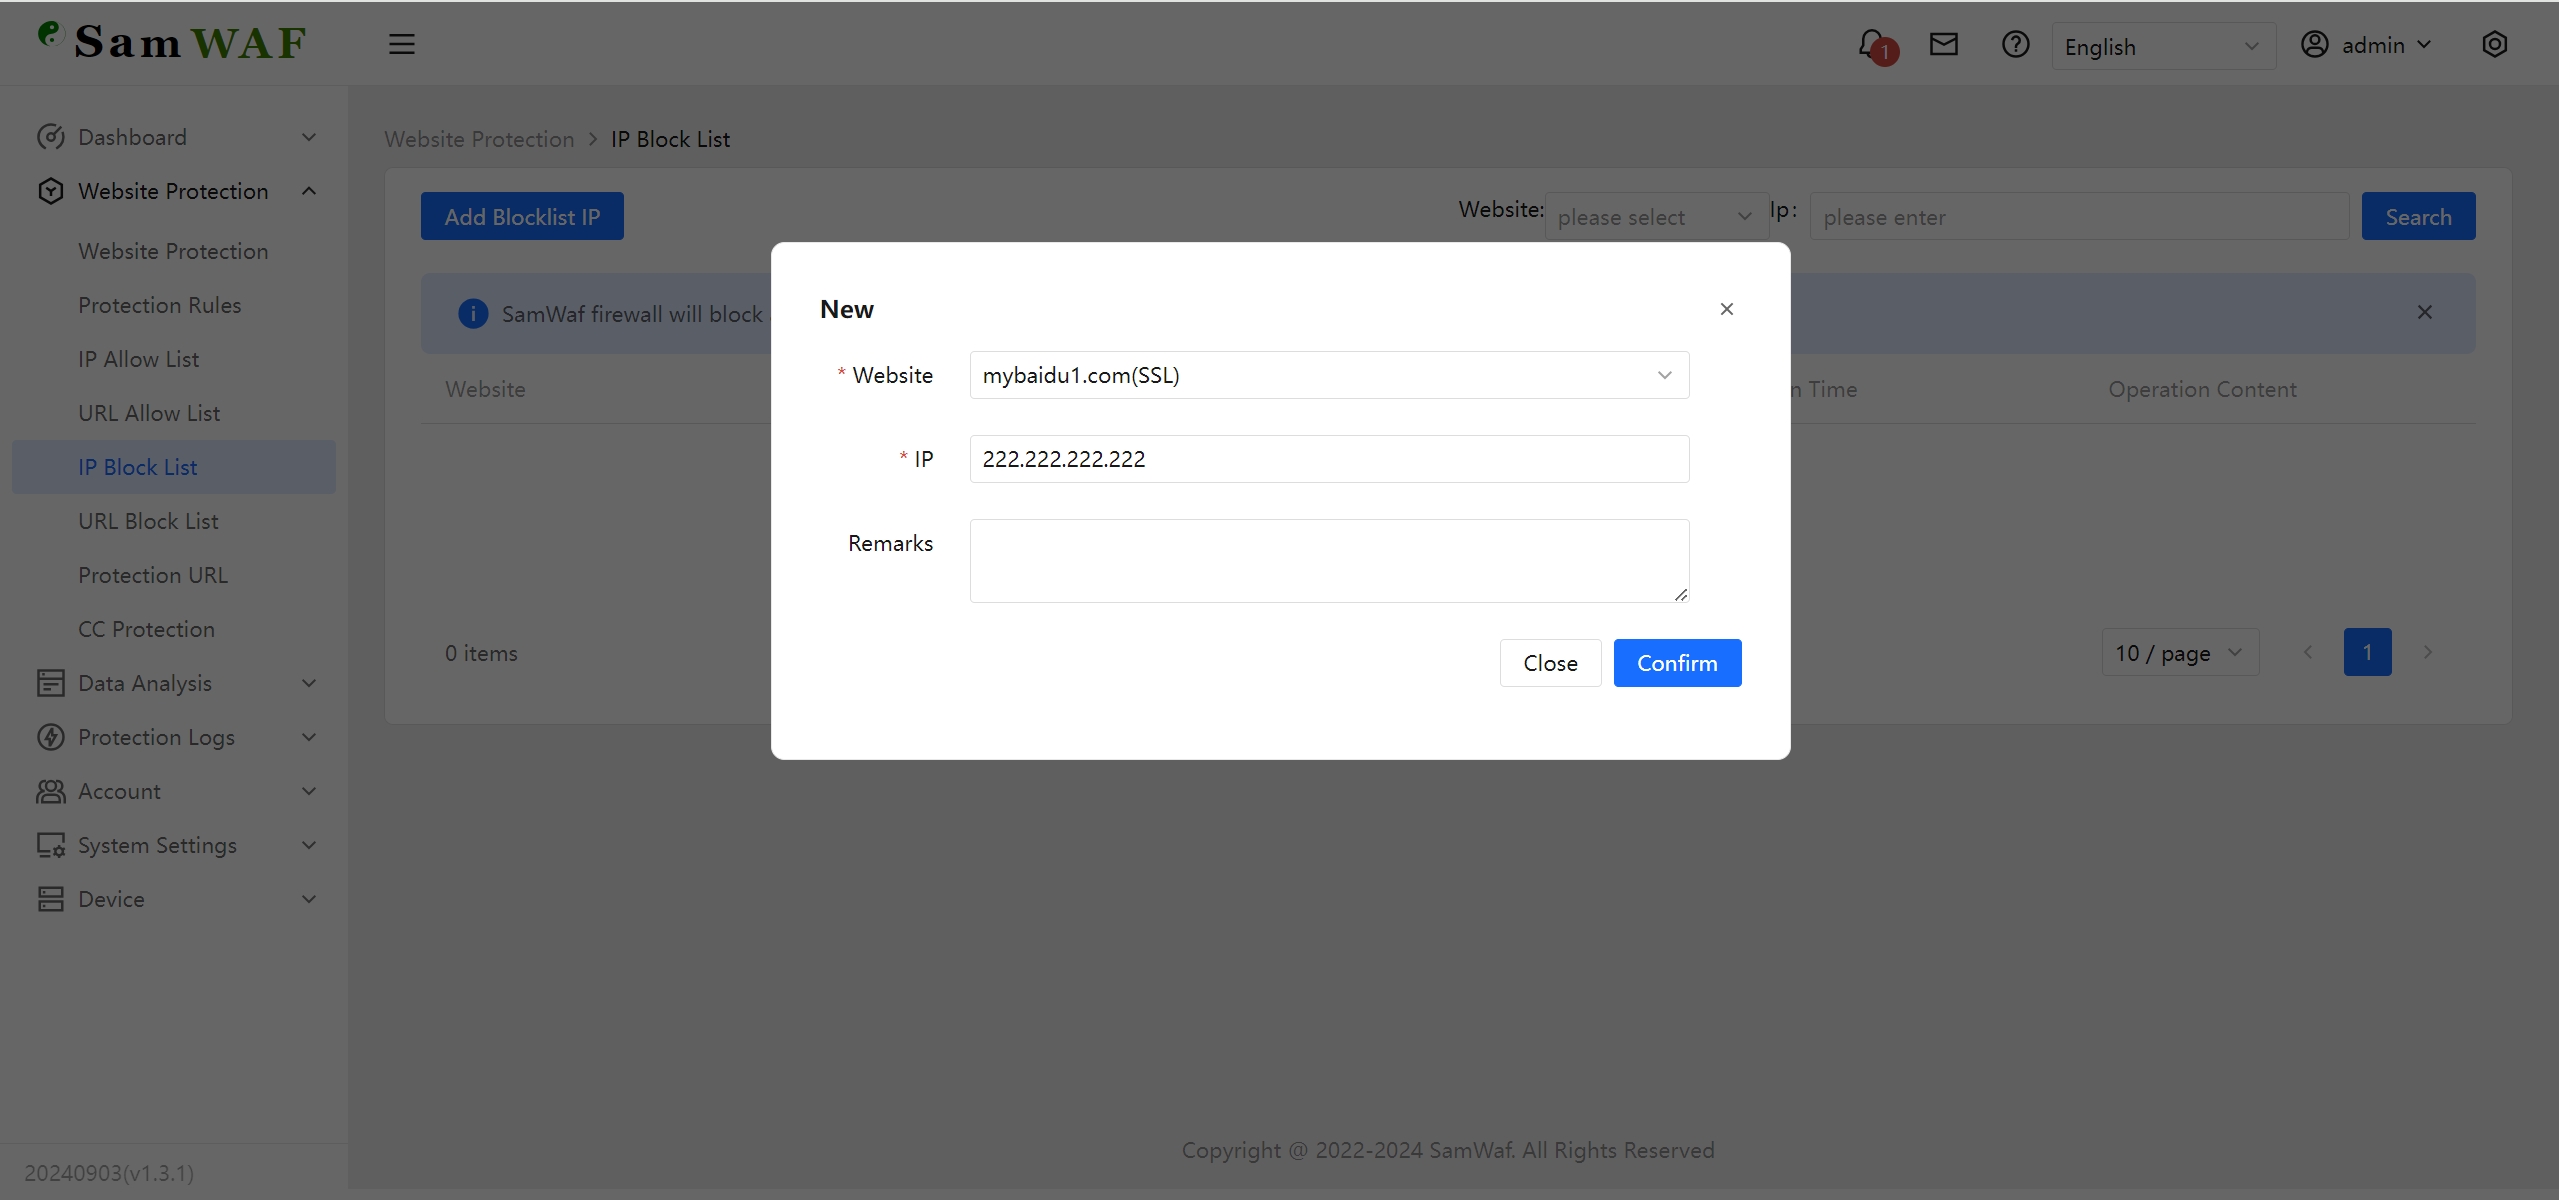 Sam WAF
1
English
admin
Dashboard
Website Protection
Website Protection
Protection Rules
IP Allow List
URL Allow List
IP Block List
URL Block List
Protection URL
CC Protection
Data Analysis
Protection Logs
Account
System Settings
Device
20240903(v1.3.1)
Website Protection > IP Block List
Add Blocklist IP
Website: please select Ip: please enter Search
SamWaf firewall will block
Website Time Operation Content
0 items
10 / page 1
New
* Website mybaidu1.com(SSL)
* IP 222.222.222.222
Remarks
Close Confirm
Copyright @ 2022-2024 SamWaf. All Rights Reserved